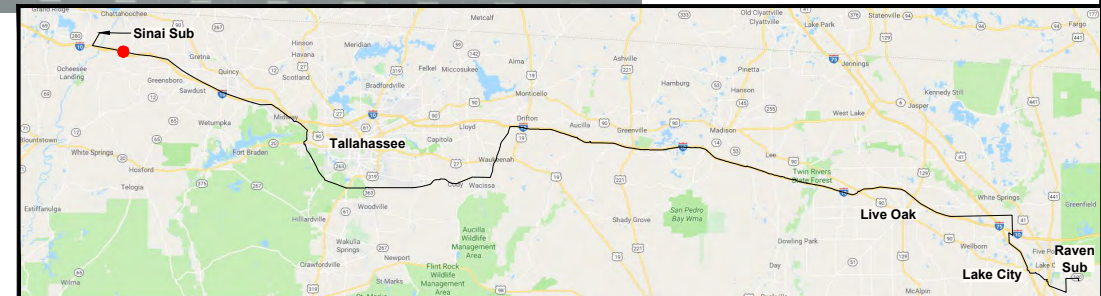 Grand Ridge
Chattahoochee
Metcalf
Old Clyattville
Clyattville
Lake Park
Statenville
Fargo
Sinai Sub
Hinson
Meridian
Alma
Ashville
Jennings
Ocheesee
Landing
Gretna
Havana
Felkel
Miccosukee
Pinetta
Greensboro
Quincy
Scotland
Bradfordville
Hamburg
Hanson
Kennedy Still
Sawdust
Monticello
Wetumpka
Midway
Lloyd
Drifton
Aucilla
Greenville
Madison
West Lake
Jasper
Tallahassee
Capitola
White Springs
Fort Braden
Lee
Hosford
Waukeenah
Twin Rivers
State Forest
Telogia
Cody
Wacissa
White Springs
Estiffanulga
Woodville
San Pedro
Bay Wma
Live Oak
Greenfield
Hilliardville
Shady Grove
Wakulla
Springs
Aucilla
Wildlife
Management
Area
Dowling Park
Wellborn
Raven
Sub
Crawfordville
Newport
Day
Lake City
Wilma
St Marks
Flint Rock
Wildlife
Management
Area
McAlpin